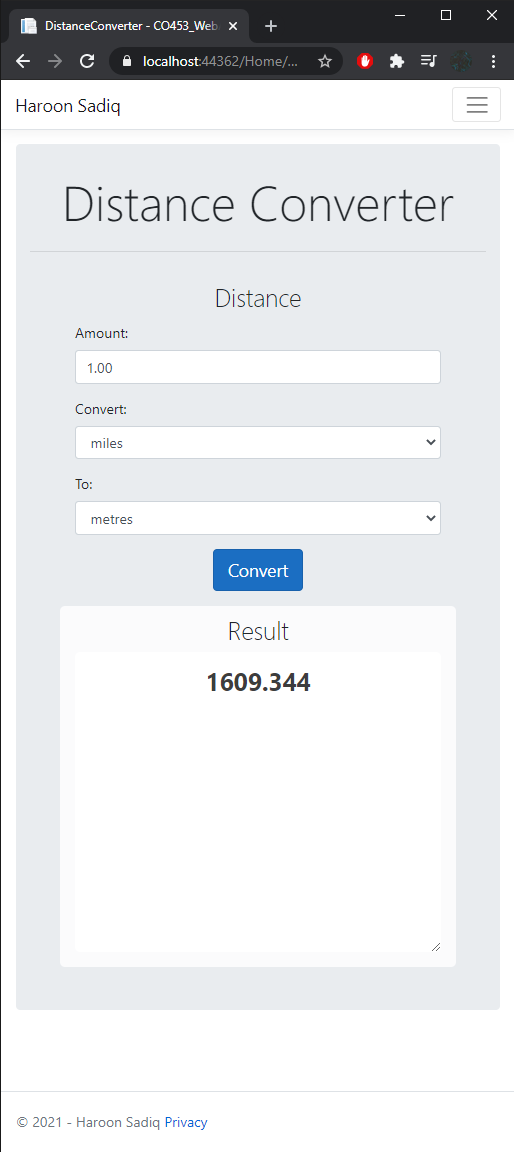 DistanceConverter - CO453_Web
localhost:44362/Home/...
Haroon Sadiq
Distance Converter
Distance
Amount:
1.00
Convert:
miles
To:
metres
Convert
Result
1609.344
© 2021 - Haroon Sadiq Privacy